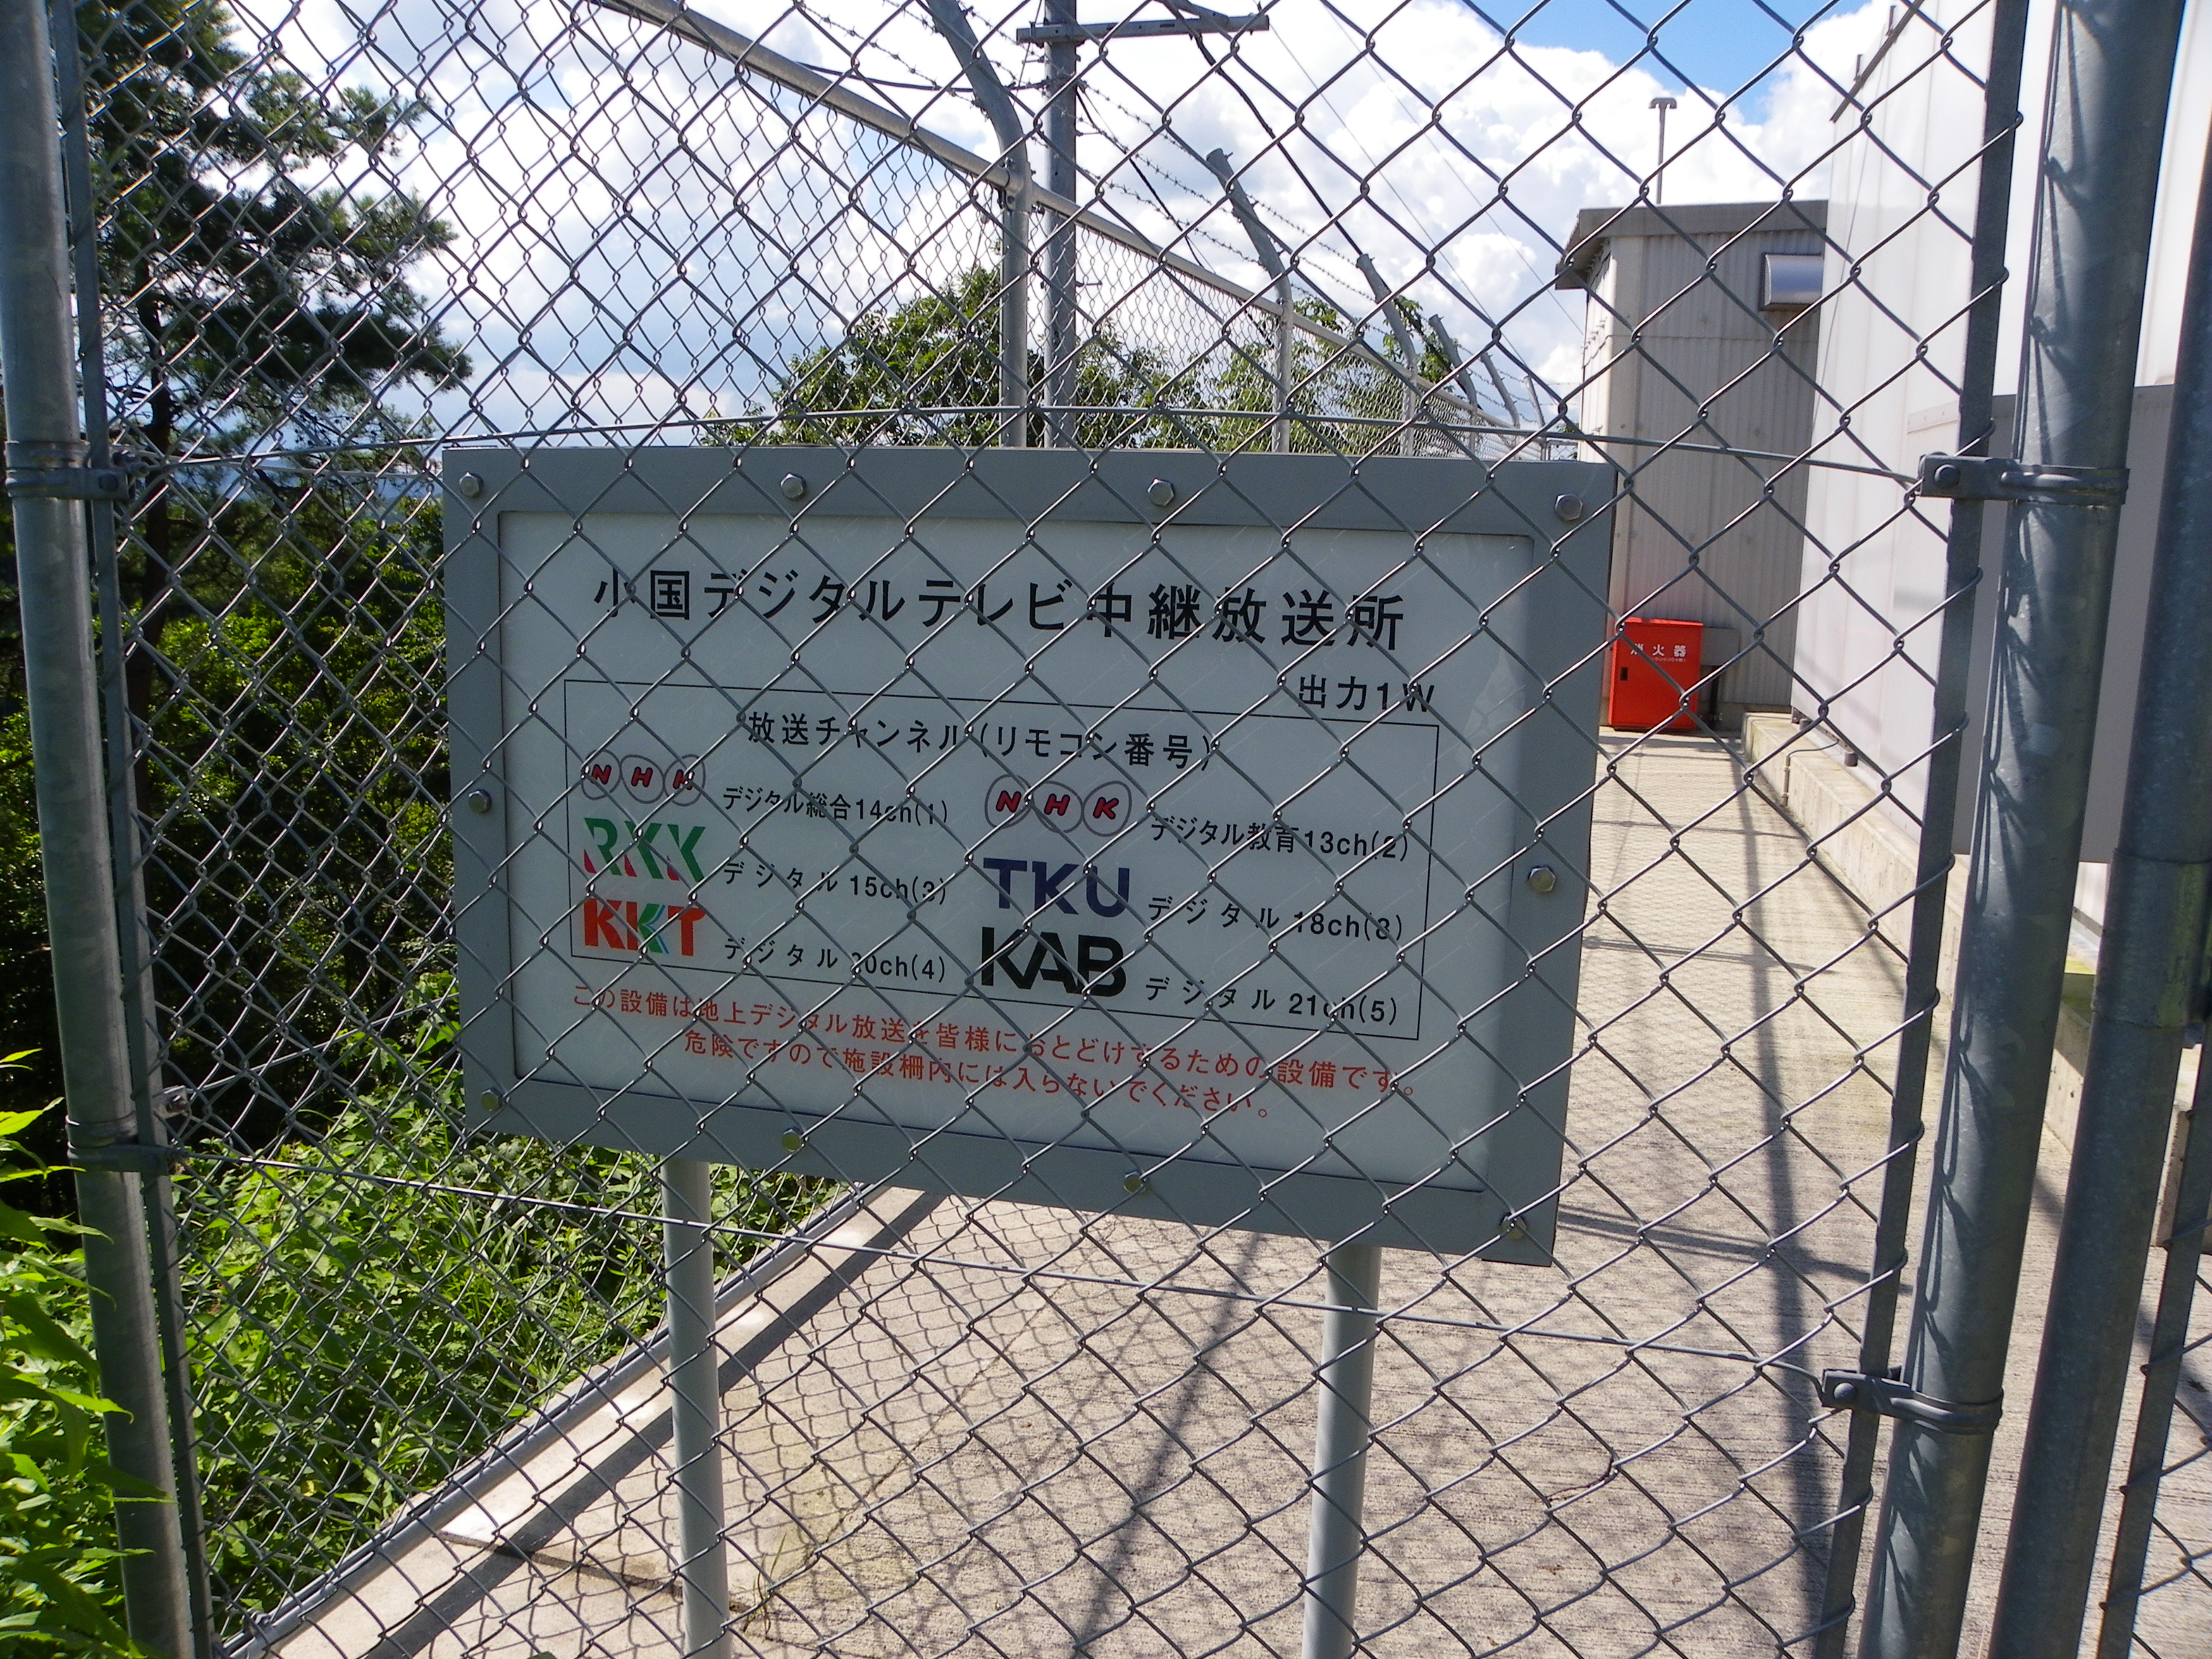 小国デジタルテレビ中継放送所
出力1W
放送チャンネル(リモコン番号)
NHK デジタル総合14ch(1) NHK デジタル教育13ch(2)
RKK デジタル 15ch(3) TKU デジタル 18ch(8)
KKT デジタル 20ch(4) KAB デジタル 21ch(5)
この設備は地上デジタル放送を皆様におとどけするための設備です。
危険ですので施設柵内には入らないでください。
消火器